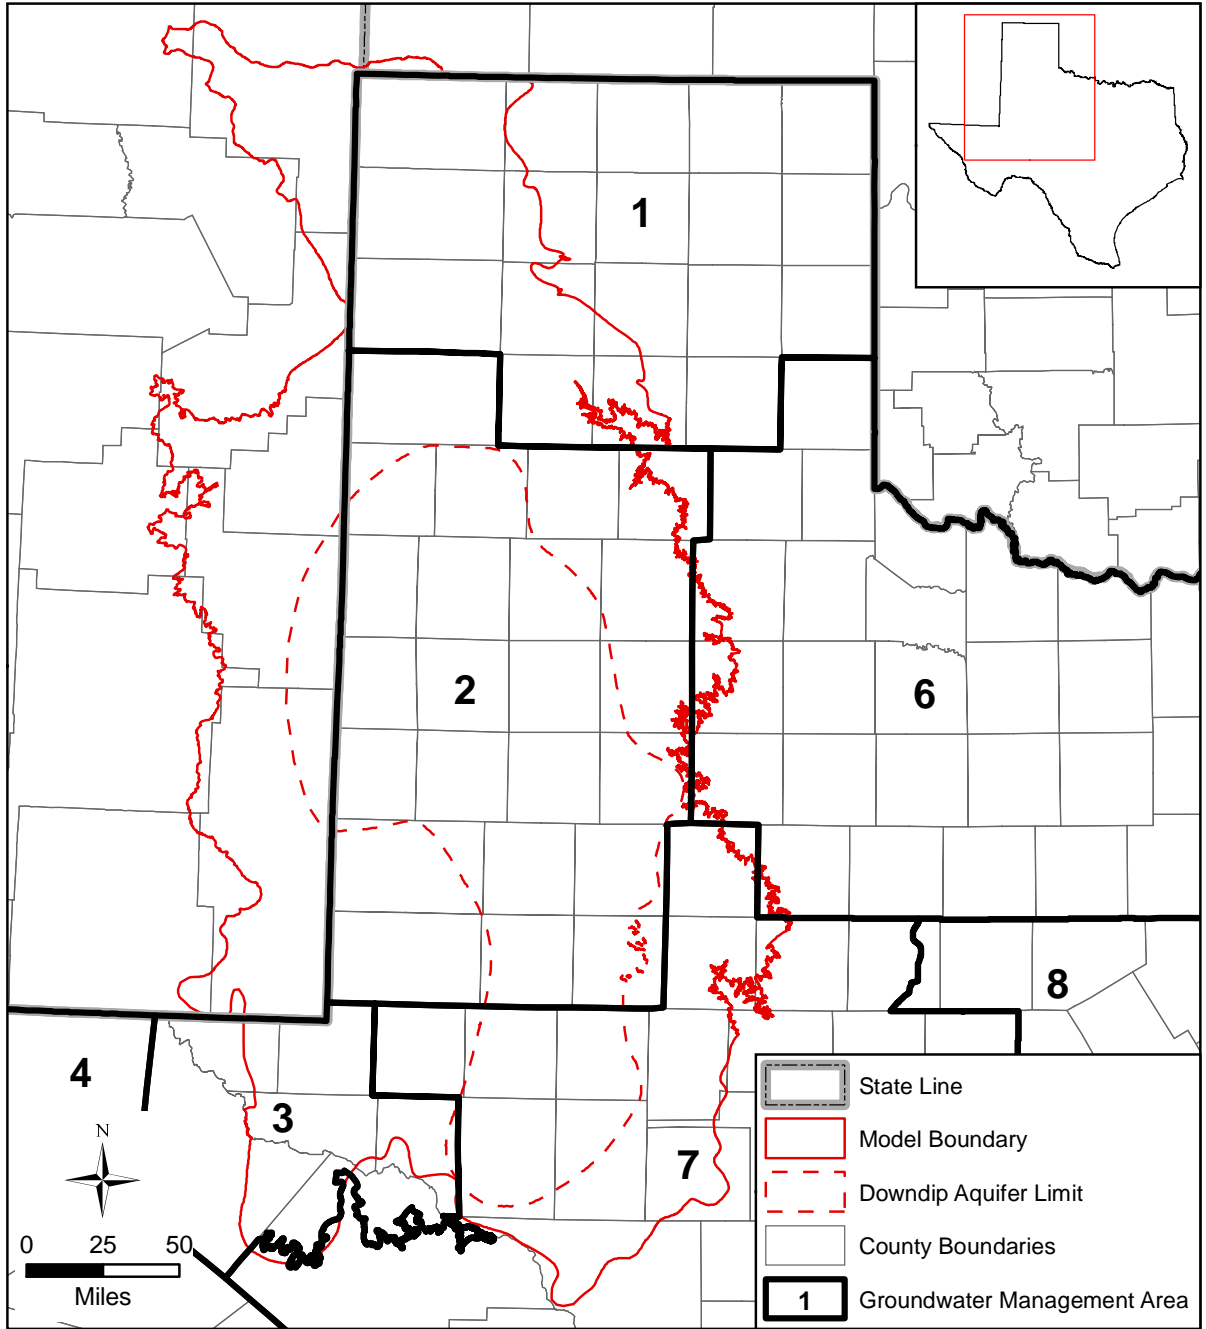 1
2
6
8
4
3
7
N
0 25 50
Miles
State Line
Model Boundary
Downdip Aquifer Limit
County Boundaries
1 Groundwater Management Area